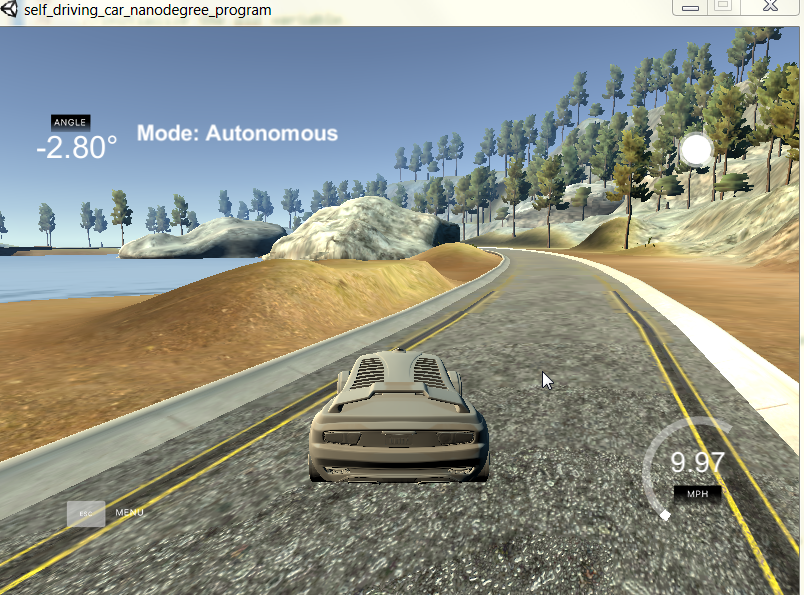 self_driving_car_nanodegree_program
ANGLE
-2.80°
Mode: Autonomous
9.97
MPH
ESC
MENU